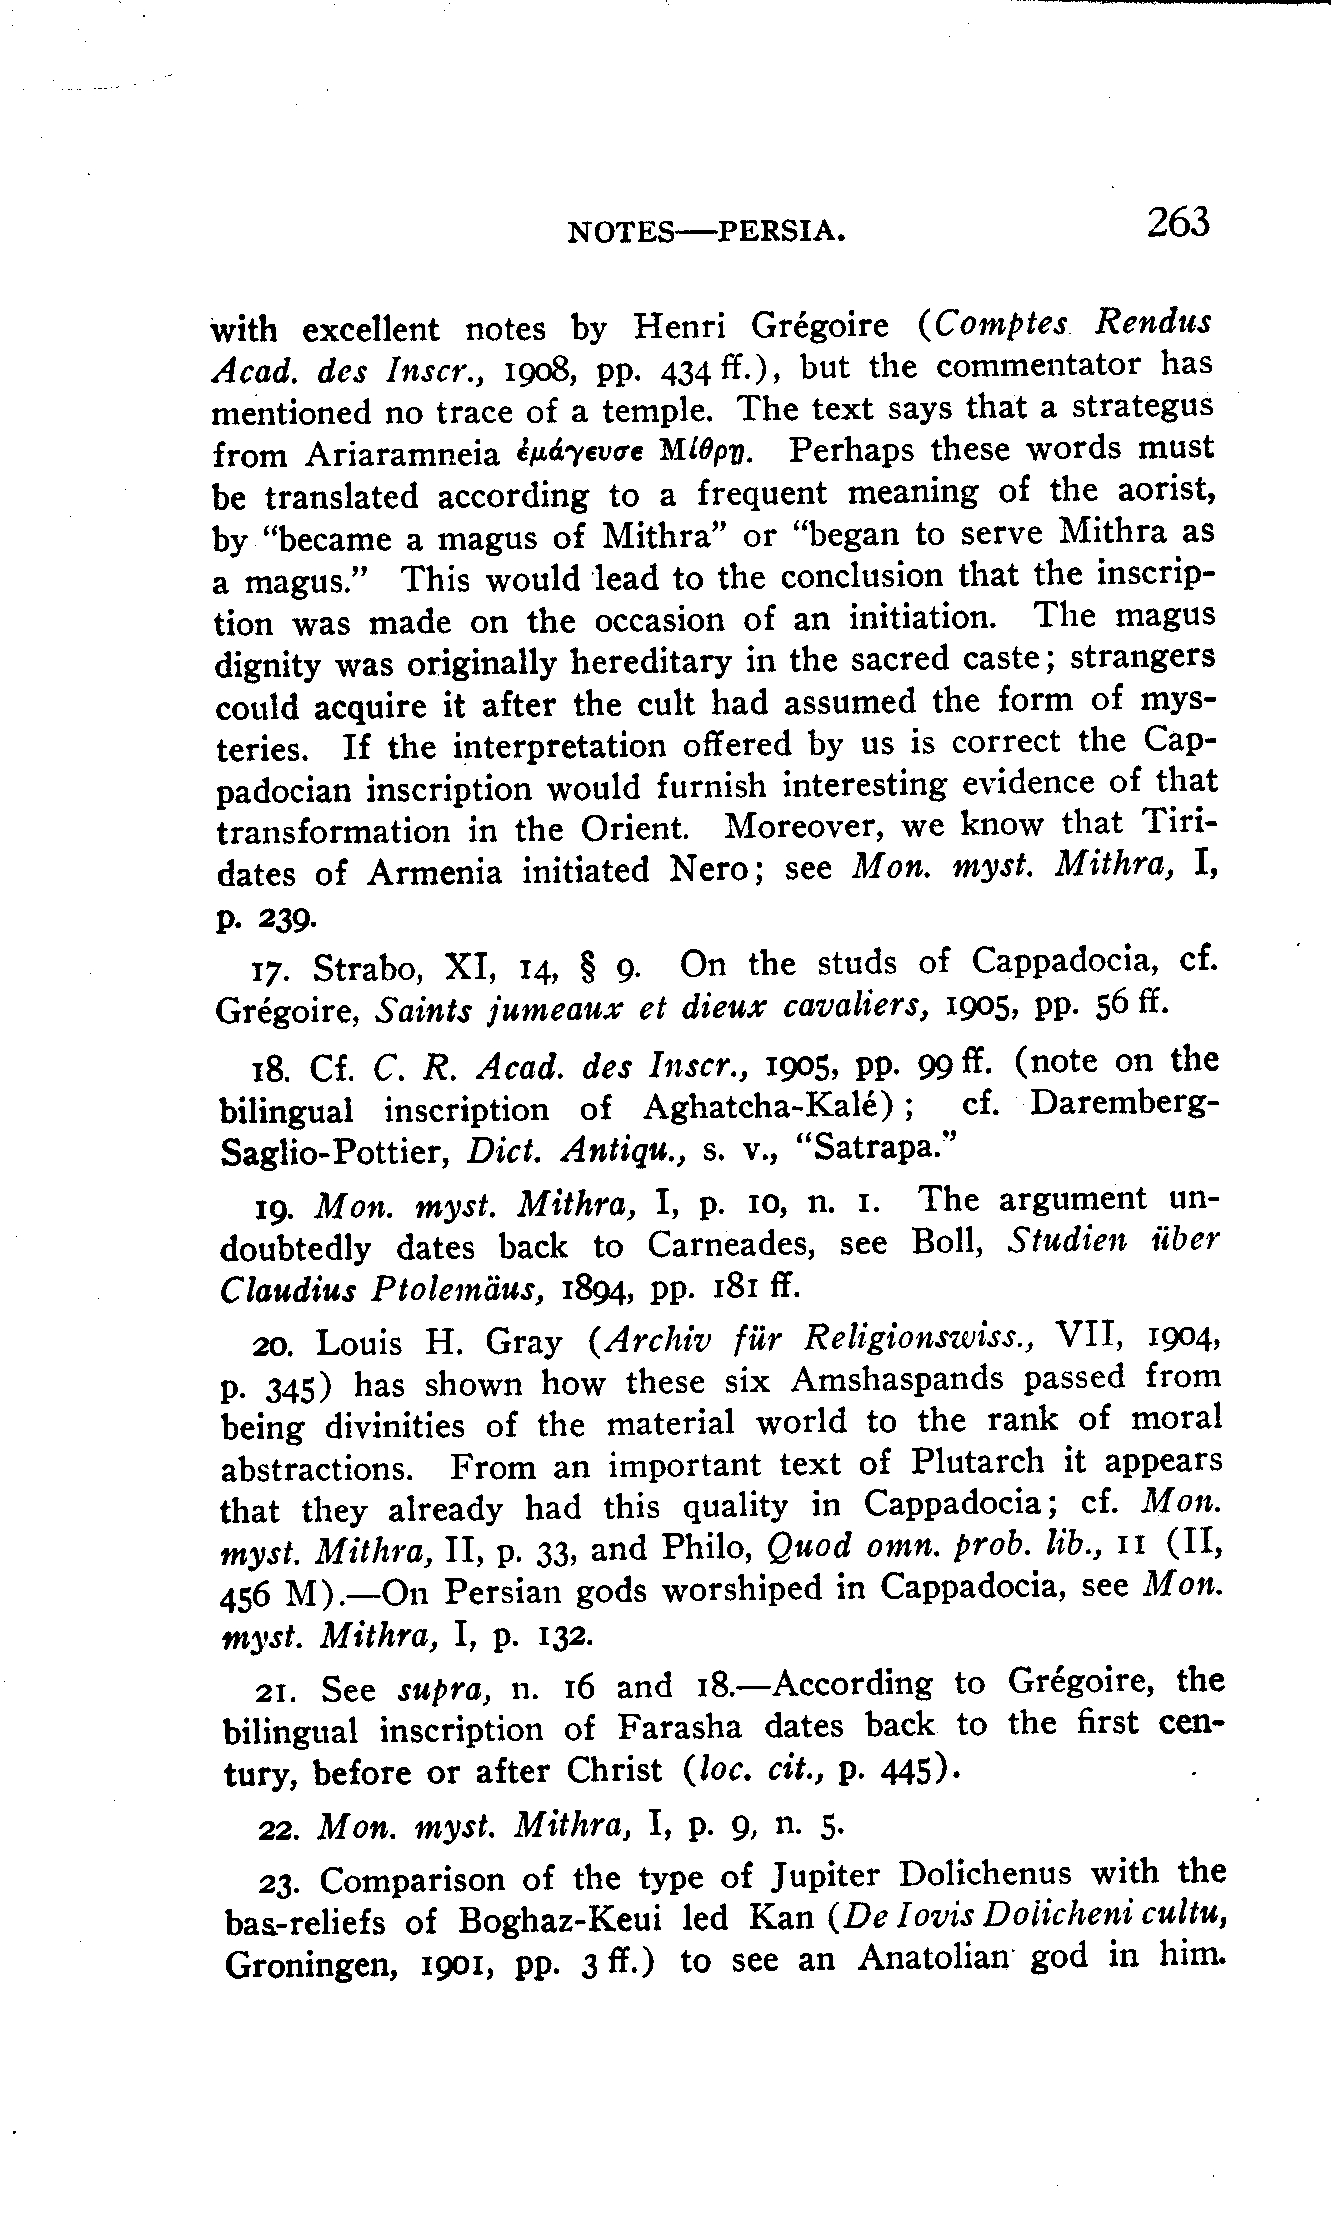 NOTES—PERSIA. 263
with excellent notes by Henri Grégoire (Comptes Rendus
Acad. des Inscr., 1908, pp. 434 ff.), but the commentator has
mentioned no trace of a temple. The text says that a strategus
from Ariaramneia ἐμάγευσε Μίθρῃ. Perhaps these words must
be translated according to a frequent meaning of the aorist,
by “became a magus of Mithra” or “began to serve Mithra as
a magus.” This would lead to the conclusion that the inscrip-
tion was made on the occasion of an initiation. The magus
dignity was originally hereditary in the sacred caste; strangers
could acquire it after the cult had assumed the form of mys-
teries. If the interpretation offered by us is correct the Cap-
padocian inscription would furnish interesting evidence of that
transformation in the Orient. Moreover, we know that Tiri-
dates of Armenia initiated Nero; see Mon. myst. Mithra, I,
p. 239.
17. Strabo, XI, 14, § 9. On the studs of Cappadocia, cf.
Grégoire, Saints jumeaux et dieux cavaliers, 1905, pp. 56 ff.
18. Cf. C. R. Acad. des Inscr., 1905, pp. 99 ff. (note on the
bilingual inscription of Aghatcha-Kalé); cf. Daremberg-
Saglio-Pottier, Dict. Antiqu., s. v., “Satrapa.”
19. Mon. myst. Mithra, I, p. 10, n. 1. The argument un-
doubtedly dates back to Carneades, see Boll, Studien über
Claudius Ptolemäus, 1894, pp. 181 ff.
20. Louis H. Gray (Archiv für Religionswiss., VII, 1904,
p. 345) has shown how these six Amshaspands passed from
being divinities of the material world to the rank of moral
abstractions. From an important text of Plutarch it appears
that they already had this quality in Cappadocia; cf. Mon.
myst. Mithra, II, p. 33, and Philo, Quod omn. prob. lib., 11 (II,
456 M).—On Persian gods worshiped in Cappadocia, see Mon.
myst. Mithra, I, p. 132.
21. See supra, n. 16 and 18.—According to Grégoire, the
bilingual inscription of Farasha dates back to the first cen-
tury, before or after Christ (loc. cit., p. 445).
22. Mon. myst. Mithra, I, p. 9, n. 5.
23. Comparison of the type of Jupiter Dolichenus with the
bas-reliefs of Boghaz-Keui led Kan (De Iovis Dolicheni cultu,
Groningen, 1901, pp. 3 ff.) to see an Anatolian god in him.